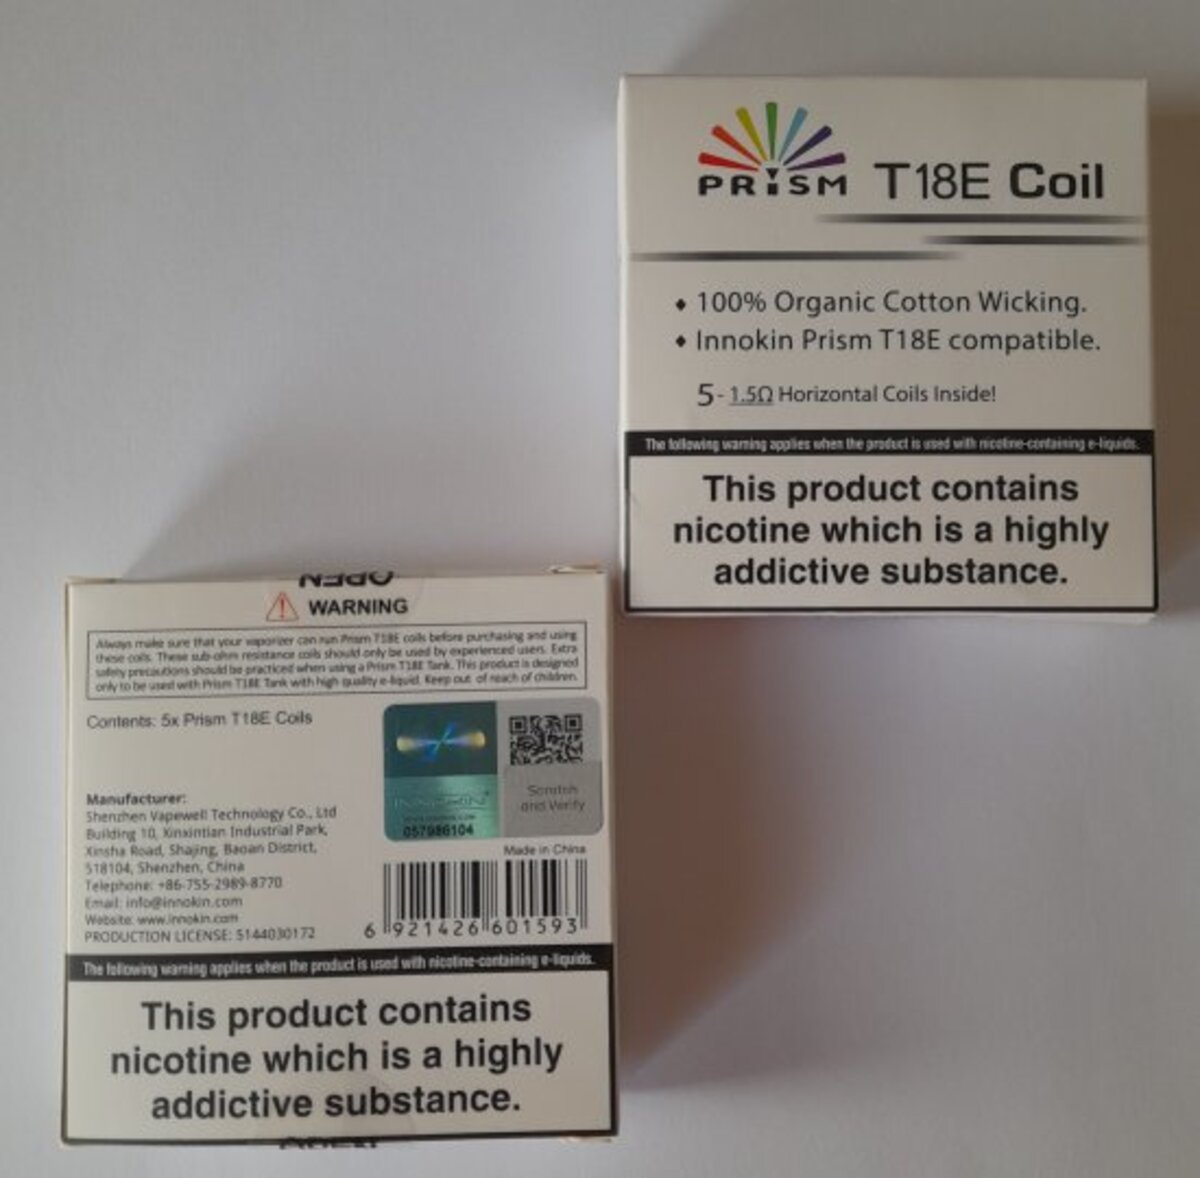 PRISM T18E Coil
♦ 100% Organic Cotton Wicking.
♦ Innokin Prism T18E compatible.
5- 1.5Ω Horizontal Coils Inside!
The following warning applies when the product is used with nicotine-containing e-liquids.
This product contains
nicotine which is a highly
addictive substance.
OPEN
WARNING
Always make sure that your vaporizer can run Prism T18E coils before purchasing and using
these coils. These sub-ohm resistance coils should only be used by experienced users. Extra
safety precautions should be practiced when using a Prism T18E Tank. This product is designed
only to be used with Prism T18E Tank with high quality e-liquid. Keep out of reach of children.
Contents: 5x Prism T18E Coils
Manufacturer:
Shenzhen Vapewell Technology Co., Ltd
Building 10, Xinxintian Industrial Park,
Xinsha Road, Shajing, Baoan District,
518104, Shenzhen, China
Telephone: +86-755-2989-8770
Email: info@innokin.com
Website: www.innokin.com
PRODUCTION LICENSE: 5144030172
INNOKIN
057986104
Scratch
and Verify
Made in China
6 921426 601593
The following warning applies when the product is used with nicotine-containing e-liquids.
This product contains
nicotine which is a highly
addictive substance.